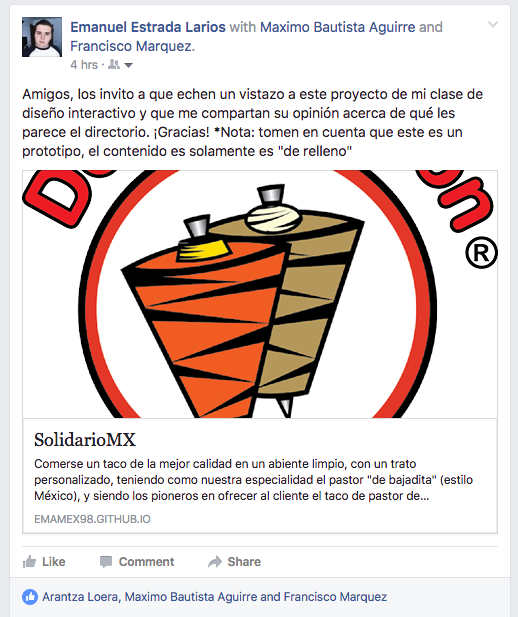 Emanuel Estrada Larios with Maximo Bautista Aguirre and
Francisco Marquez.
4 hrs ·
Amigos, los invito a que echen un vistazo a este proyecto de mi clase de
diseño interactivo y que me compartan su opinión acerca de qué les
parece el directorio. ¡Gracias! *Nota: tomen en cuenta que este es un
prototipo, el contenido es solamente es "de relleno"
®
SolidarioMX
Comerse un taco de la mejor calidad en un abiente limpio, con un trato
personalizado, teniendo como nuestra especialidad el pastor "de bajadita" (estilo
México), y siendo los pioneros en ofrecer al cliente el taco de pastor de...
EMAMEX98.GITHUB.IO
Like Comment Share
Arantza Loera, Maximo Bautista Aguirre and Francisco Marquez